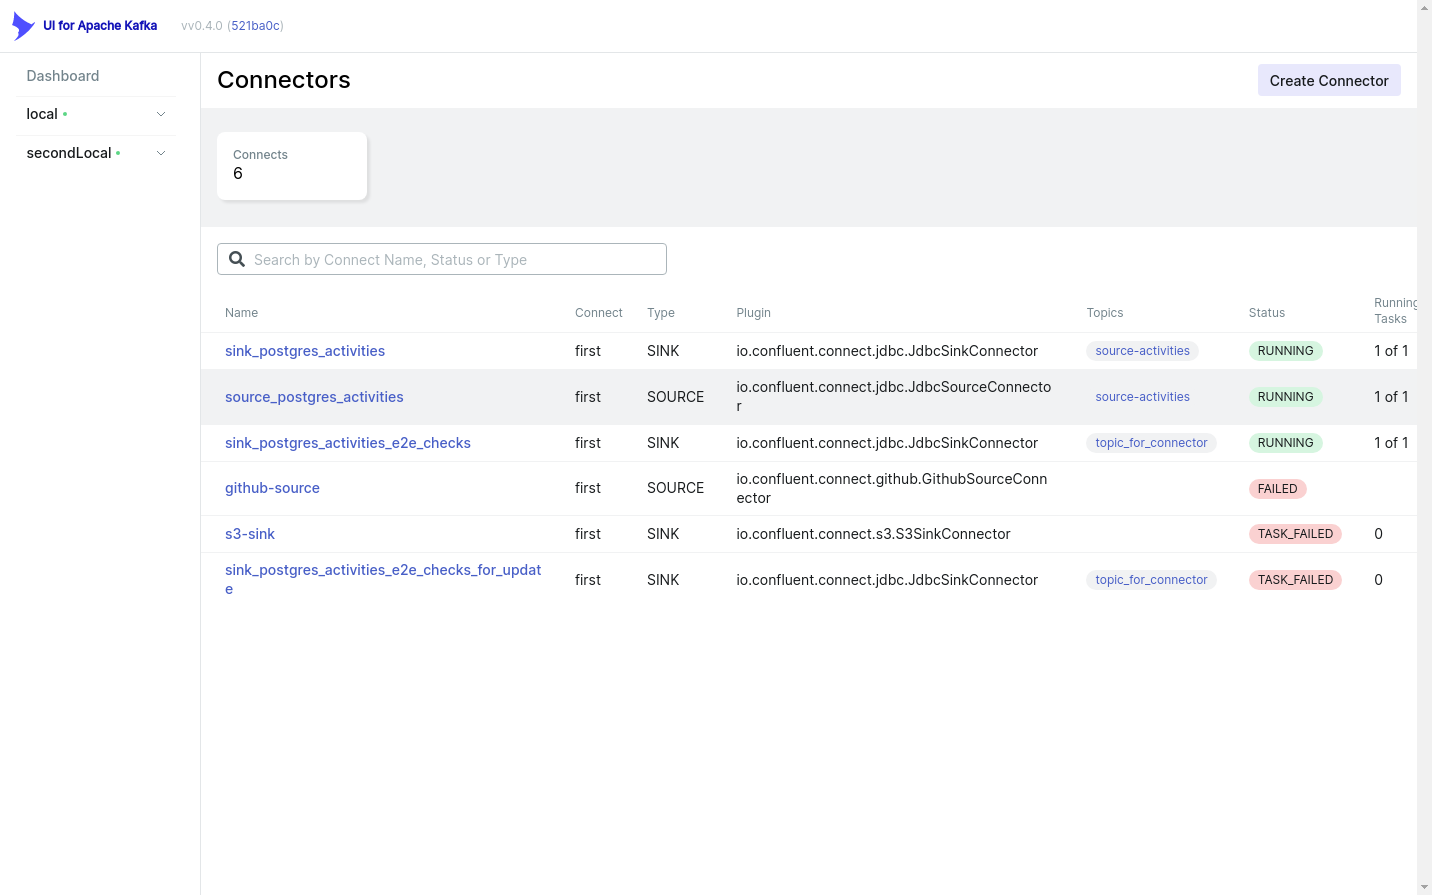 UI for Apache Kafka
vv0.4.0 (521ba0c)
Dashboard
local
secondLocal
Connectors
Create Connector
Connects
6
Search by Connect Name, Status or Type
Name Connect Type Plugin Topics Status Running
Tasks
sink_postgres_activities first SINK io.confluent.connect.jdbc.JdbcSinkConnector source-activities RUNNING 1 of 1
source_postgres_activities first SOURCE io.confluent.connect.jdbc.JdbcSourceConnecto
r source-activities RUNNING 1 of 1
sink_postgres_activities_e2e_checks first SINK io.confluent.connect.jdbc.JdbcSinkConnector topic_for_connector RUNNING 1 of 1
github-source first SOURCE io.confluent.connect.github.GithubSourceConn
ector FAILED
s3-sink first SINK io.confluent.connect.s3.S3SinkConnector TASK_FAILED 0
sink_postgres_activities_e2e_checks_for_updat
e first SINK io.confluent.connect.jdbc.JdbcSinkConnector topic_for_connector TASK_FAILED 0